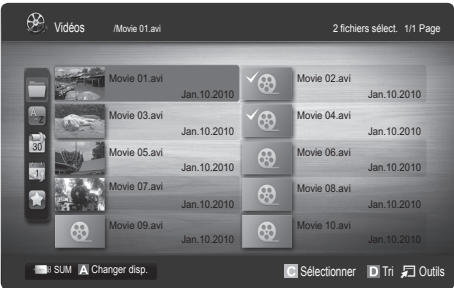 Vidéos /Movie 01.avi 2 fichiers sélect. 1/1 Page
Movie 01.avi Movie 02.avi
Jan.10.2010 Jan.10.2010
Movie 03.avi Movie 04.avi
Jan.10.2010 Jan.10.2010
Movie 05.avi Movie 06.avi
Jan.10.2010 Jan.10.2010
Movie 07.avi Movie 08.avi
Jan.10.2010 Jan.10.2010
Movie 09.avi Movie 10.avi
Jan.10.2010 Jan.10.2010
30
1
SUM A Changer disp. C Sélectionner D Tri Outils